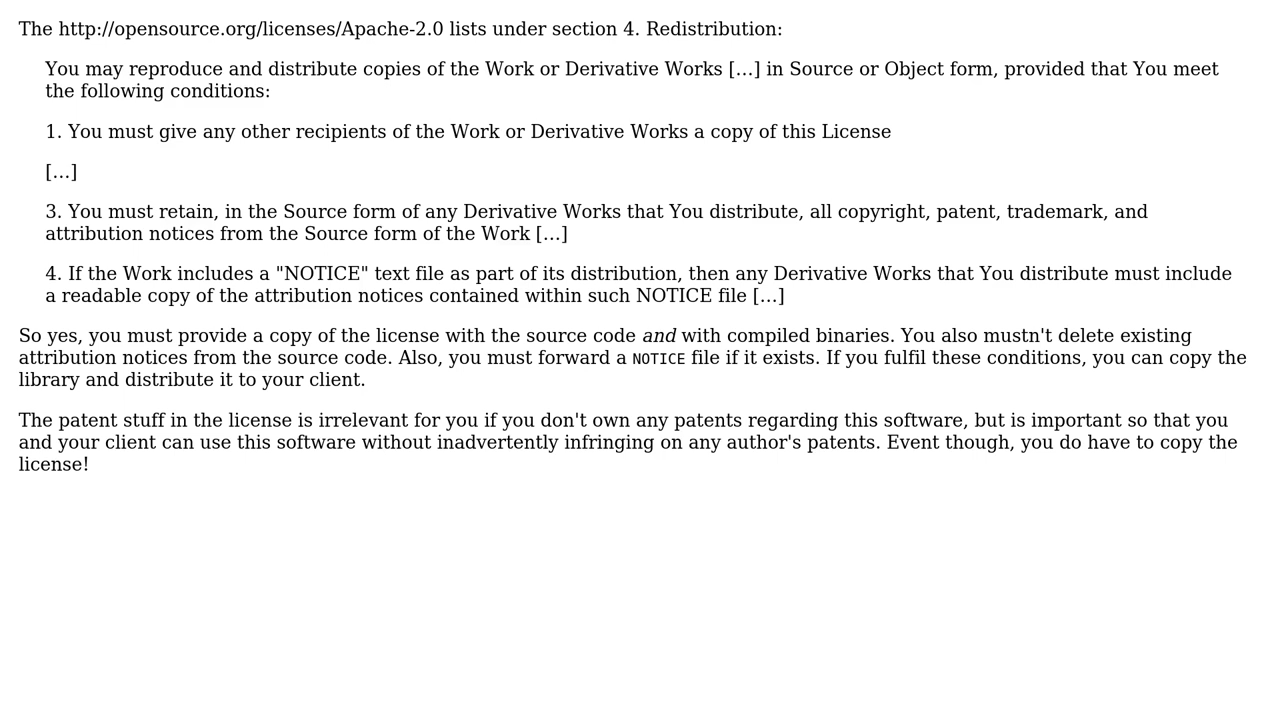 The http://opensource.org/licenses/Apache-2.0 lists under section 4. Redistribution:
You may reproduce and distribute copies of the Work or Derivative Works […] in Source or Object form, provided that You meet
the following conditions:
1. You must give any other recipients of the Work or Derivative Works a copy of this License
[…]
3. You must retain, in the Source form of any Derivative Works that You distribute, all copyright, patent, trademark, and
attribution notices from the Source form of the Work […]
4. If the Work includes a "NOTICE" text file as part of its distribution, then any Derivative Works that You distribute must include
a readable copy of the attribution notices contained within such NOTICE file […]
So yes, you must provide a copy of the license with the source code and with compiled binaries. You also mustn't delete existing
attribution notices from the source code. Also, you must forward a NOTICE file if it exists. If you fulfil these conditions, you can copy the
library and distribute it to your client.
The patent stuff in the license is irrelevant for you if you don't own any patents regarding this software, but is important so that you
and your client can use this software without inadvertently infringing on any author's patents. Event though, you do have to copy the
license!